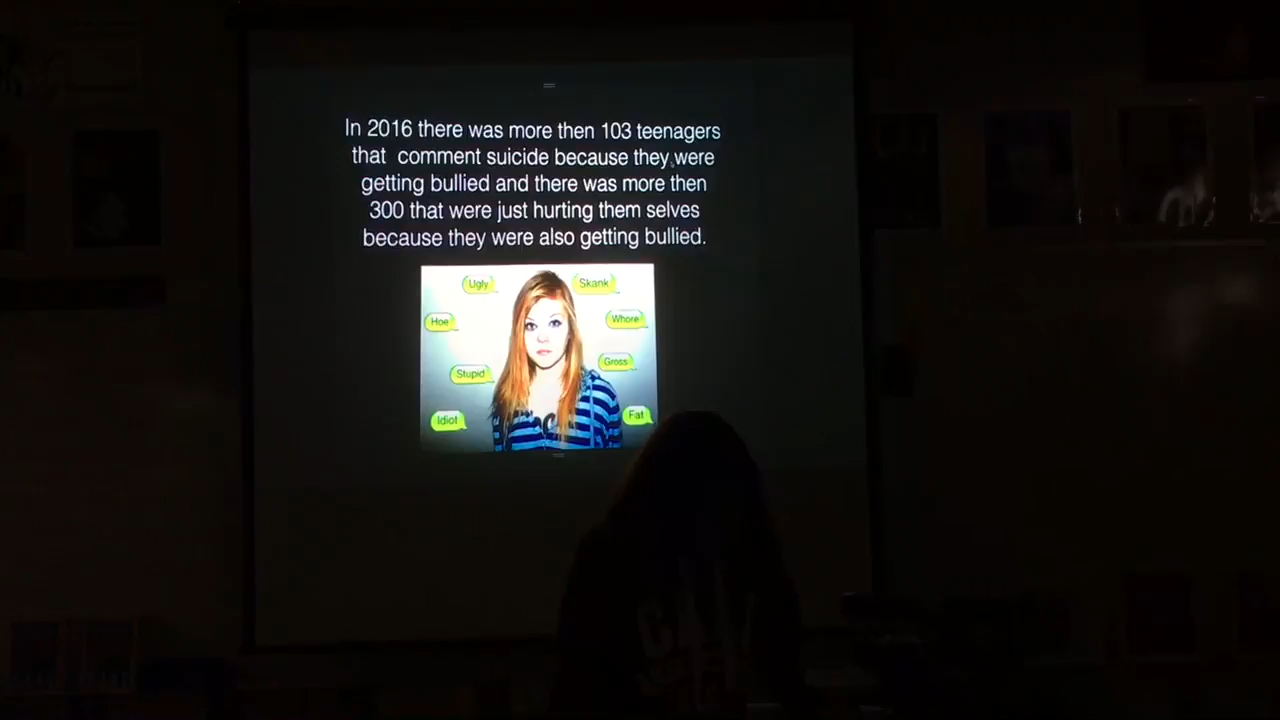 In 2016 there was more then 103 teenagers
that comment suicide because they were
getting bullied and there was more then
300 that were just hurting them selves
because they were also getting bullied.
Ugly
Skank
Hoe
Whore
Gross
Stupid
Fat
Idiot